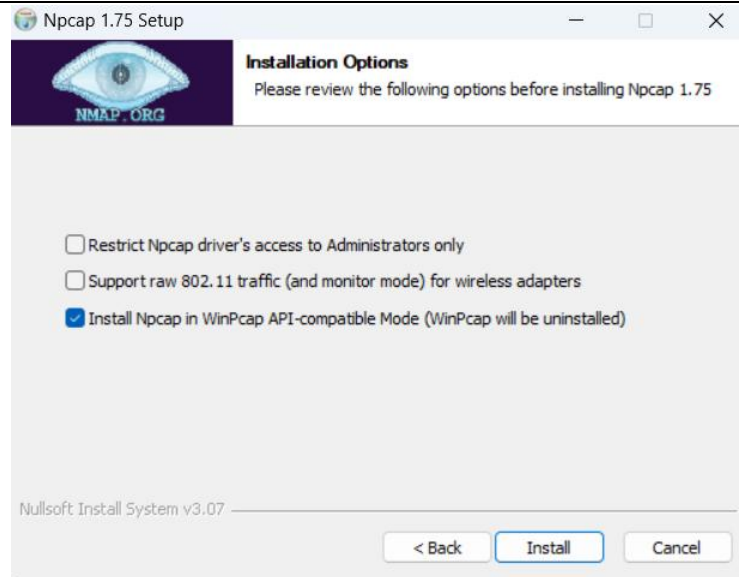 Npcap 1.75 Setup
NMAP.ORG
Installation Options
Please review the following options before installing Npcap 1.75
Restrict Npcap driver's access to Administrators only
Support raw 802.11 traffic (and monitor mode) for wireless adapters
Install Npcap in WinPcap API-compatible Mode (WinPcap will be uninstalled)
Nullsoft Install System v3.07
< Back
Install
Cancel